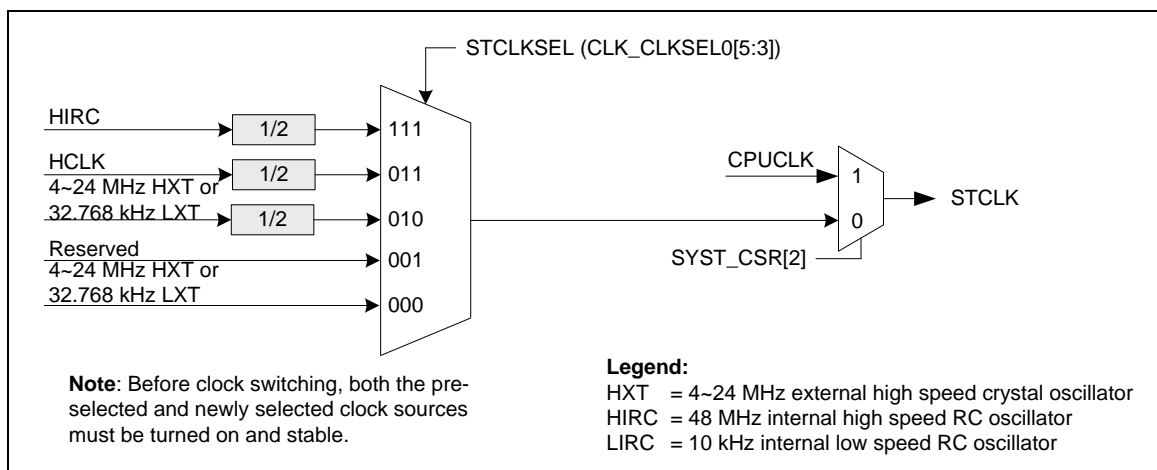 STCLKSEL (CLK_CLKSEL0[5:3])
HIRC
1/2
111
HCLK
1/2
011
4~24 MHz HXT or
32.768 kHz LXT
1/2
010
Reserved
001
4~24 MHz HXT or
32.768 kHz LXT
000
CPUCLK
1
0
STCLK
SYST_CSR[2]
Note: Before clock switching, both the pre-
selected and newly selected clock sources
must be turned on and stable.
Legend:
HXT = 4~24 MHz external high speed crystal oscillator
HIRC = 48 MHz internal high speed RC oscillator
LIRC = 10 kHz internal low speed RC oscillator